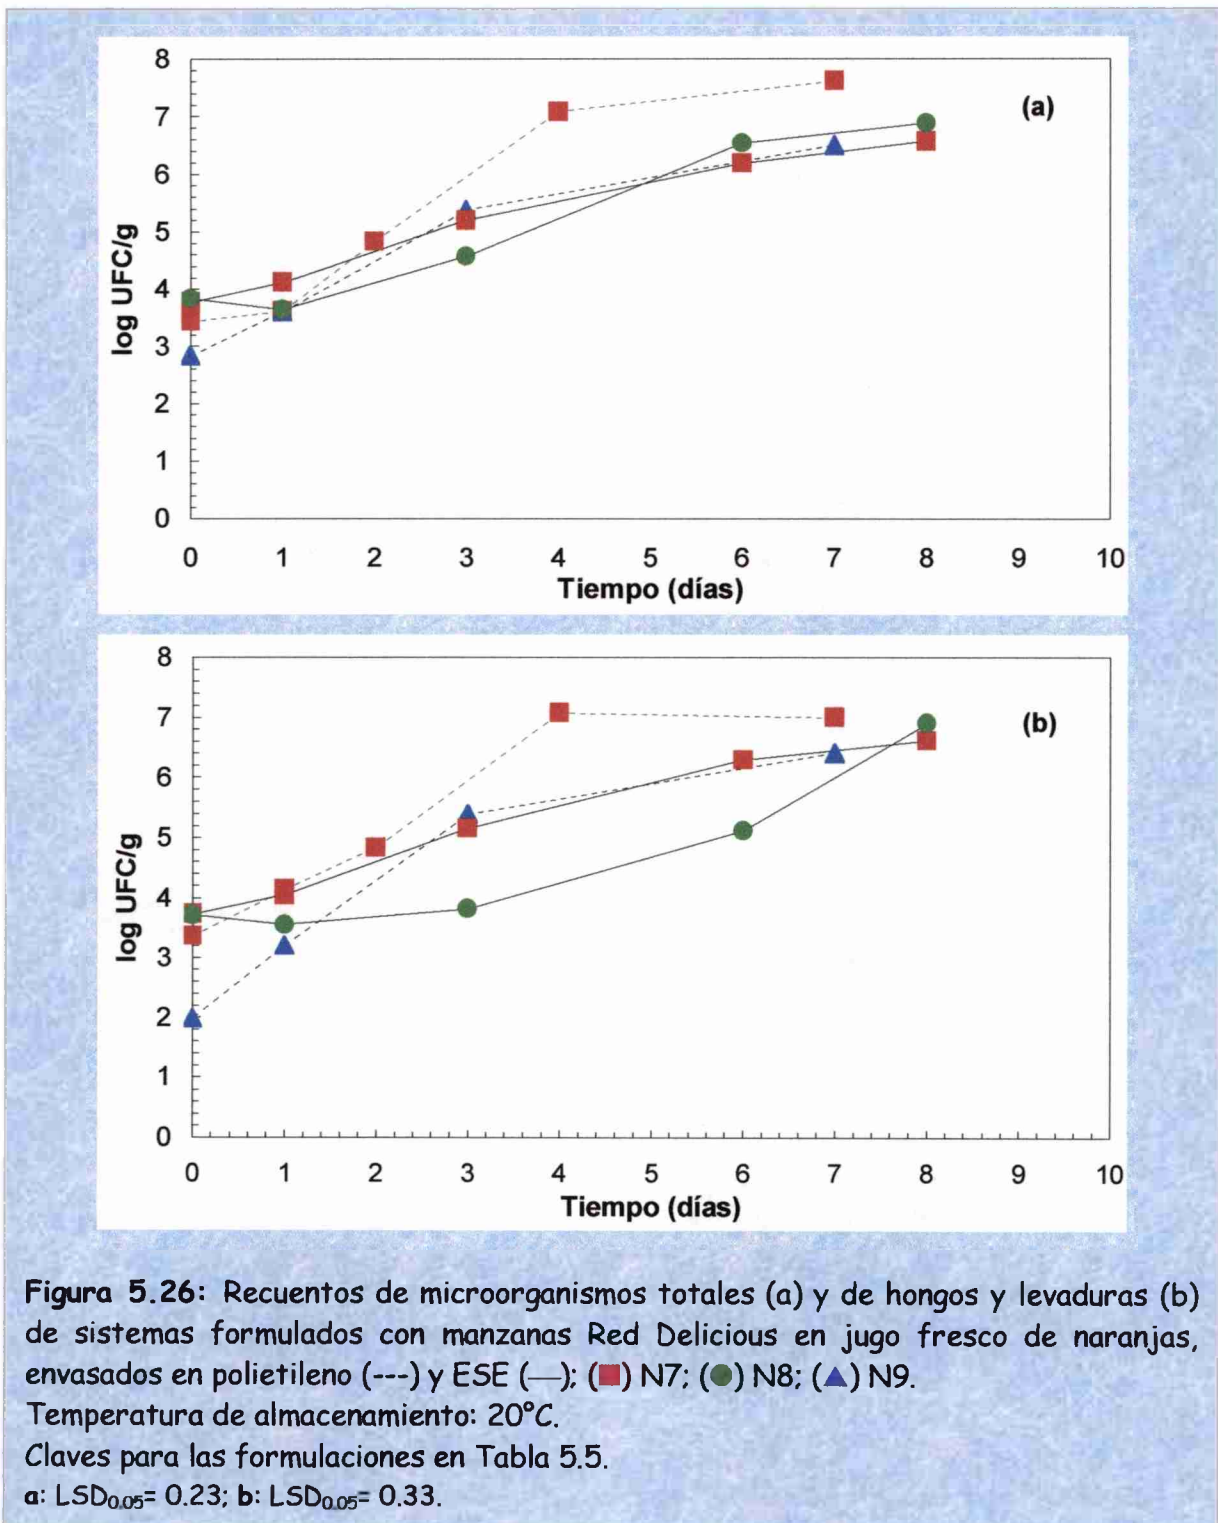 8
7
6
5
4
3
2
1
0
log UFC/g
(a)
0 1 2 3 4 5 6 7 8 9 10
Tiempo (días)
8
7
6
5
4
3
2
1
0
log UFC/g
(b)
0 1 2 3 4 5 6 7 8 9 10
Tiempo (días)
Figura 5.26: Recuentos de microorganismos totales (a) y de hongos y levaduras (b)
de sistemas formulados con manzanas Red Delicious en jugo fresco de naranjas,
envasados en polietileno (---) y ESE (—); (■) N7; (●) N8; (▲) N9.
Temperatura de almacenamiento: 20°C.
Claves para las formulaciones en Tabla 5.5.
a: LSD0.05= 0.23; b: LSD0.05= 0.33.